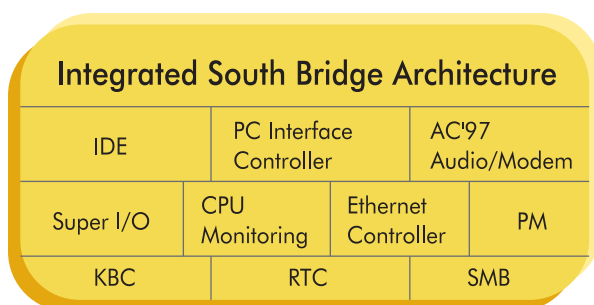 Integrated South Bridge Architecture
IDE
PC Interface
Controller
AC'97
Audio/Modem
Super I/O
CPU
Monitoring
Ethernet
Controller
PM
KBC
RTC
SMB